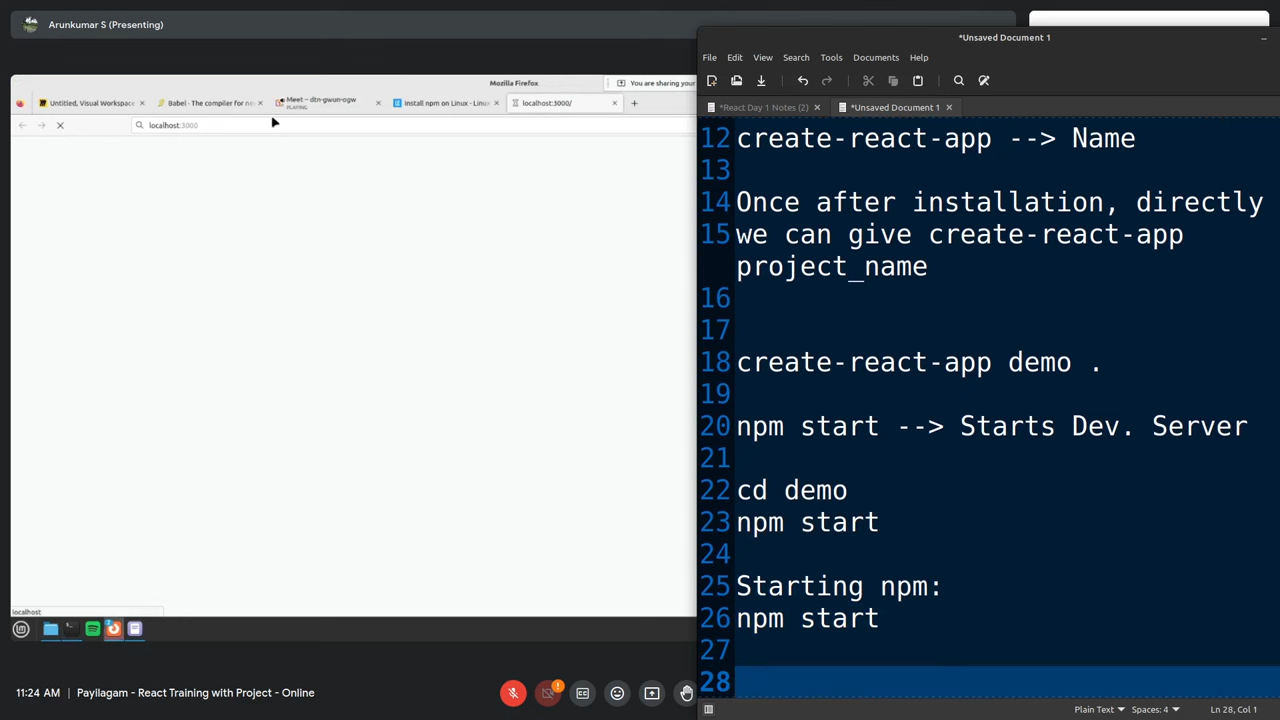 Arunkumar S (Presenting)
Mozilla Firefox
You are sharing your
Untitled, Visual Workspace
Babel - The compiler for ne
Meet – dtn-gwun-ogw
PLAYING
Install npm on Linux - Linux
localhost:3000/
localhost:3000
localhost
11:24 AM | Payilagam - React Training with Project - Online
*Unsaved Document 1
File Edit View Search Tools Documents Help
*React Day 1 Notes (2)
*Unsaved Document 1
12 create-react-app --> Name
13
14 Once after installation, directly
15 we can give create-react-app
project_name
16
17
18 create-react-app demo .
19
20 npm start --> Starts Dev. Server
21
22 cd demo
23 npm start
24
25 Starting npm:
26 npm start
27
28
Plain Text Spaces: 4 Ln 28, Col 1